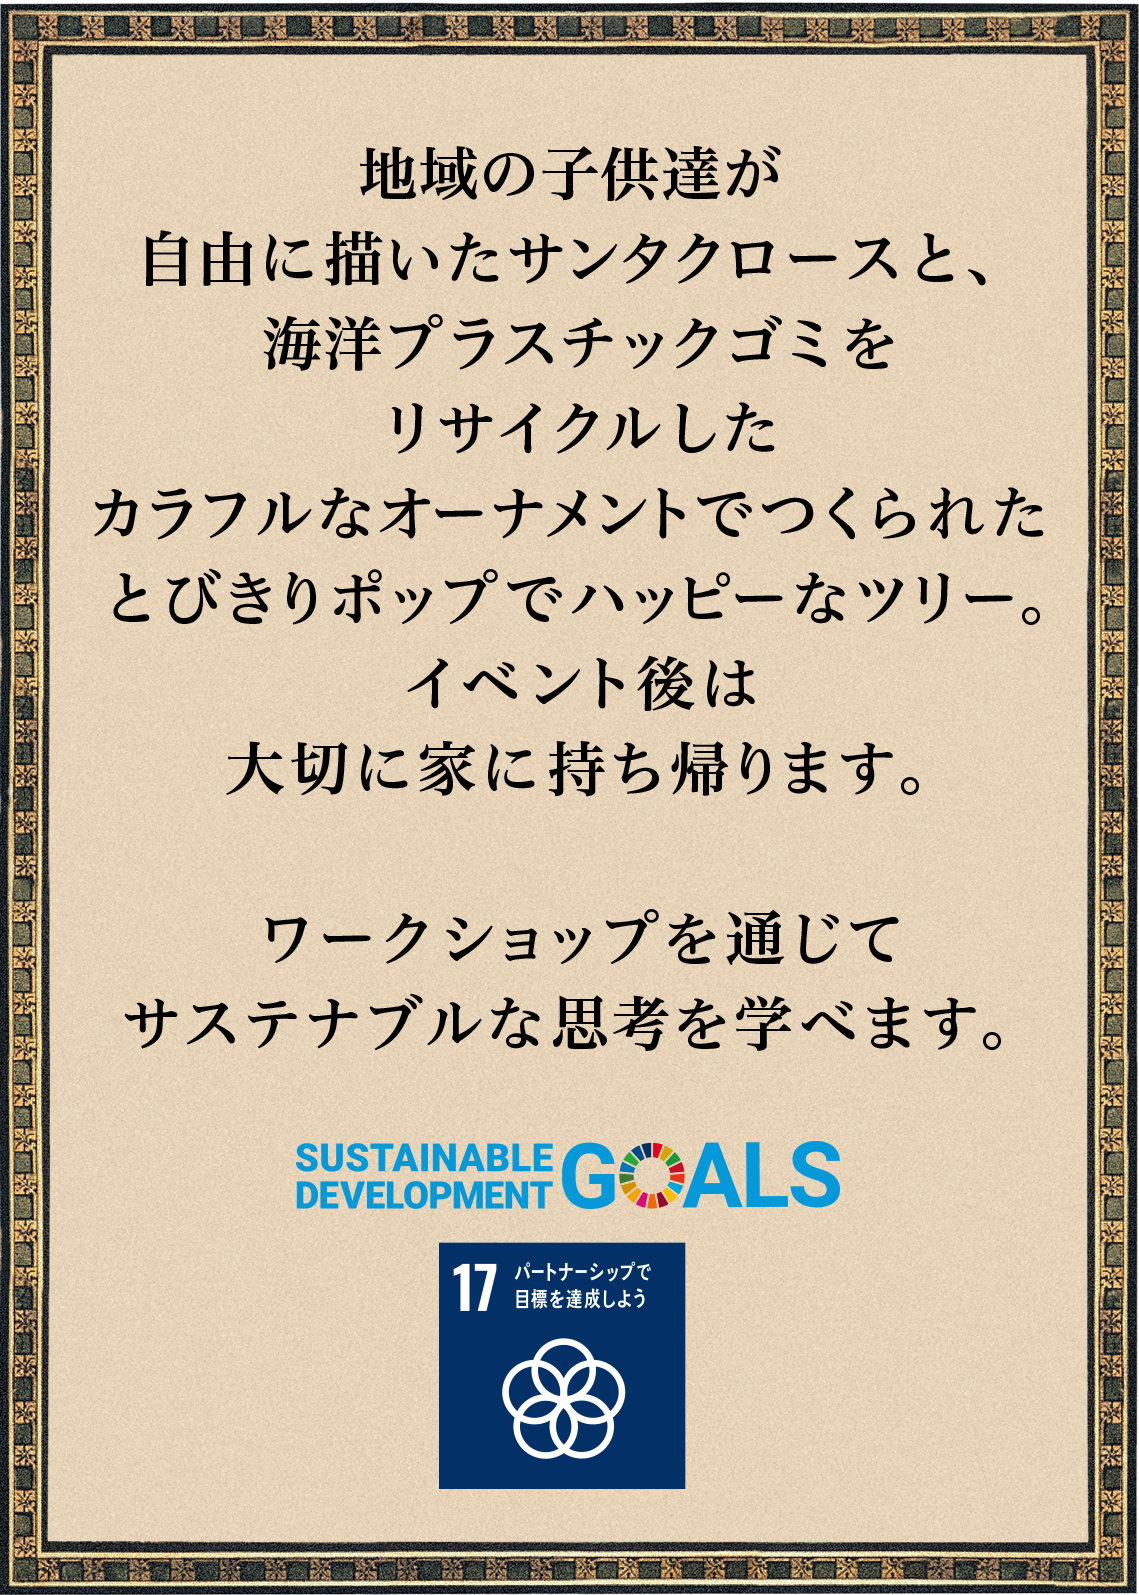 地域の子供達が
自由に描いたサンタクロースと、
海洋プラスチックゴミを
リサイクルした
カラフルなオーナメントでつくられた
とびきりポップでハッピーなツリー。
イベント後は
大切に家に持ち帰ります。
ワークショップを通じて
サステナブルな思考を学べます。
SUSTAINABLE
DEVELOPMENT
GOALS
17
パートナーシップで
目標を達成しよう